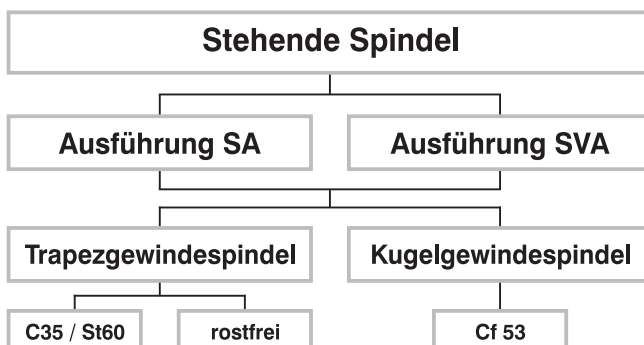 Stehende Spindel
Ausführung SA
Ausführung SVA
Trapezgewindespindel
Kugelgewindespindel
C35 / St60
rostfrei
Cf 53